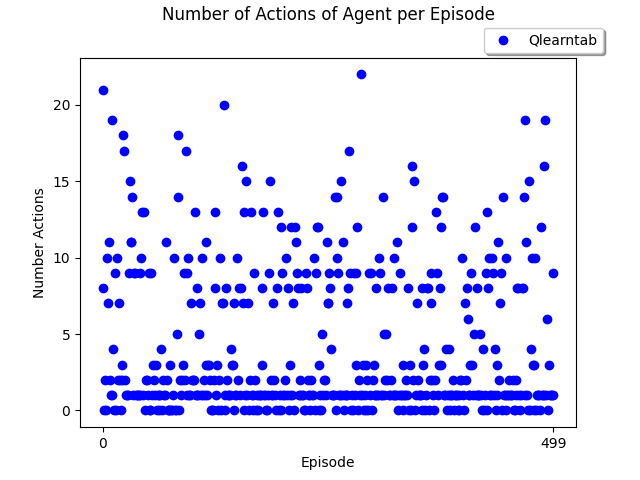 Number of Actions of Agent per Episode
Qlearntab
20
15
10
5
0
Number Actions
0
499
Episode